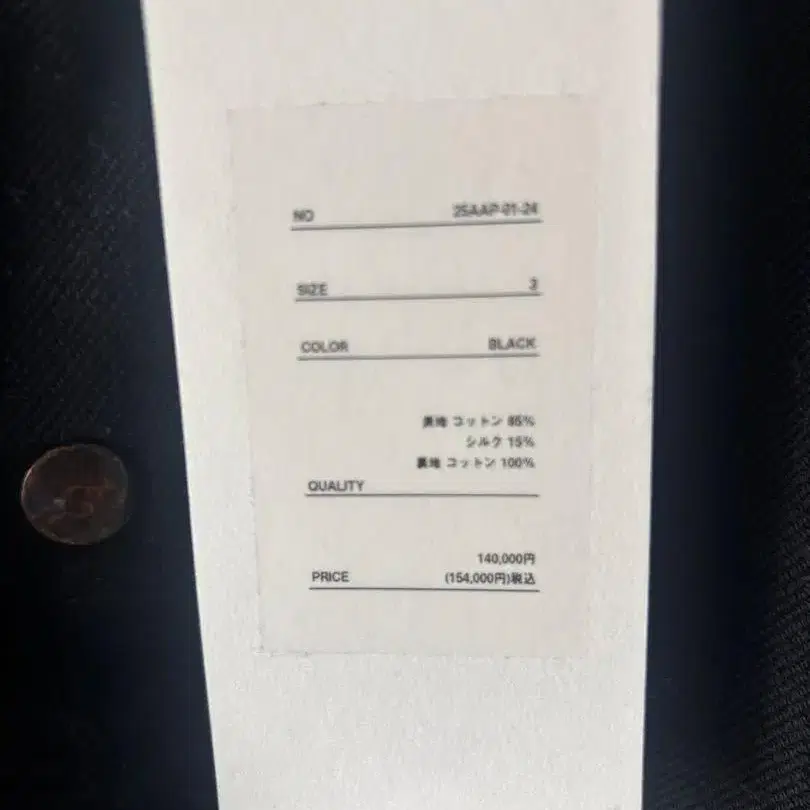 NO 25AAP-01-24
SIZE 3
COLOR BLACK
表地 コットン 85%
シルク 15%
裏地 コットン 100%
QUALITY
140,000円
PRICE (154,000円)税込